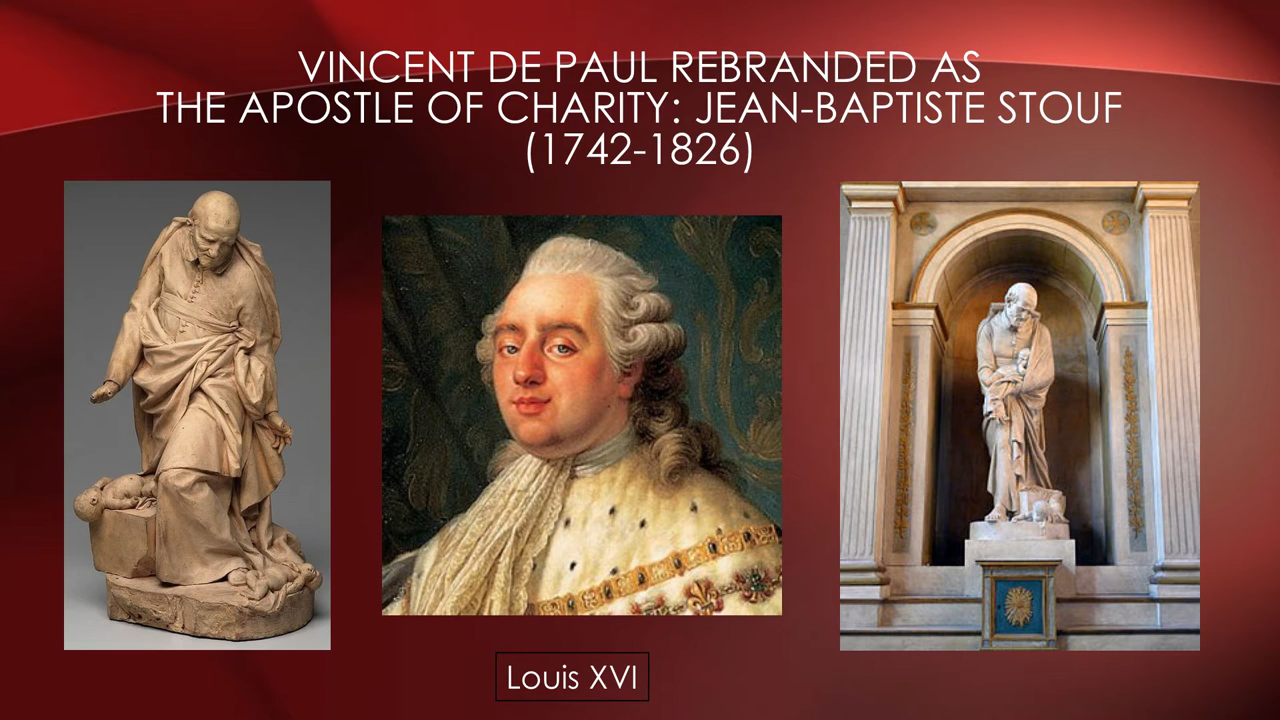 VINCENT DE PAUL REBRANDED AS
THE APOSTLE OF CHARITY: JEAN-BAPTISTE STOUF
(1742-1826)
Louis XVI